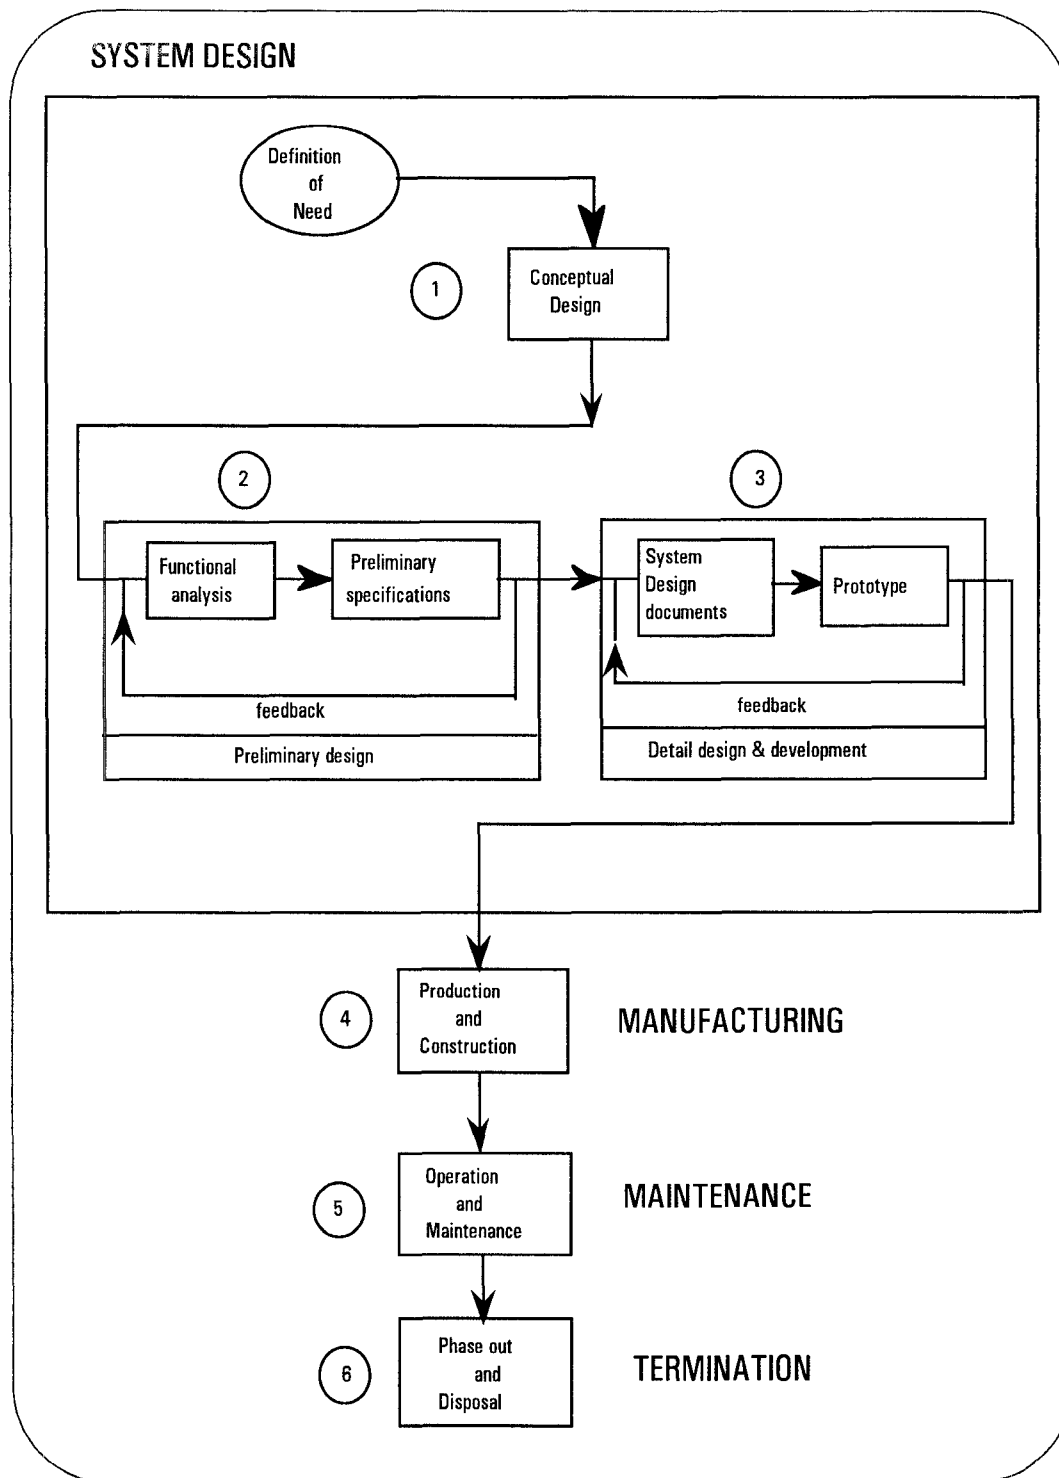 SYSTEM DESIGN
Definition
of
Need
1
Conceptual
Design
2
3
Functional
analysis
Preliminary
specifications
System
Design
documents
Prototype
feedback
feedback
Preliminary design
Detail design & development
4
Production
and
Construction
MANUFACTURING
5
Operation
and
Maintenance
MAINTENANCE
6
Phase out
and
Disposal
TERMINATION